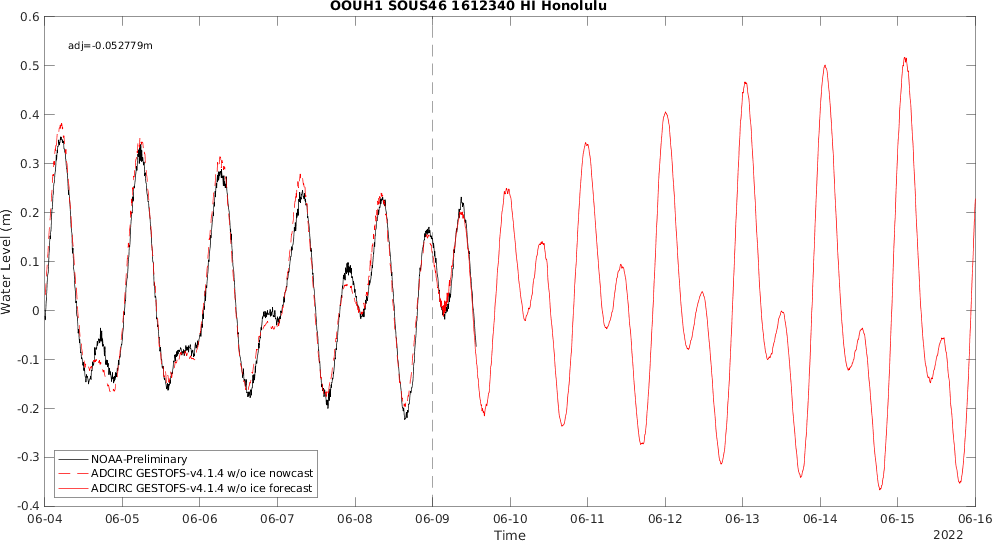 OOUH1 SOUS46 1612340 HI Honolulu
adj=-0.052779m
0.6
0.5
0.4
0.3
0.2
0.1
0
-0.1
-0.2
-0.3
-0.4
Water Level (m)
NOAA-Preliminary
ADCIRC GESTOFS-v4.1.4 w/o ice nowcast
ADCIRC GESTOFS-v4.1.4 w/o ice forecast
06-04 06-05 06-06 06-07 06-08 06-09 06-10 06-11 06-12 06-13 06-14 06-15 06-16
Time
2022